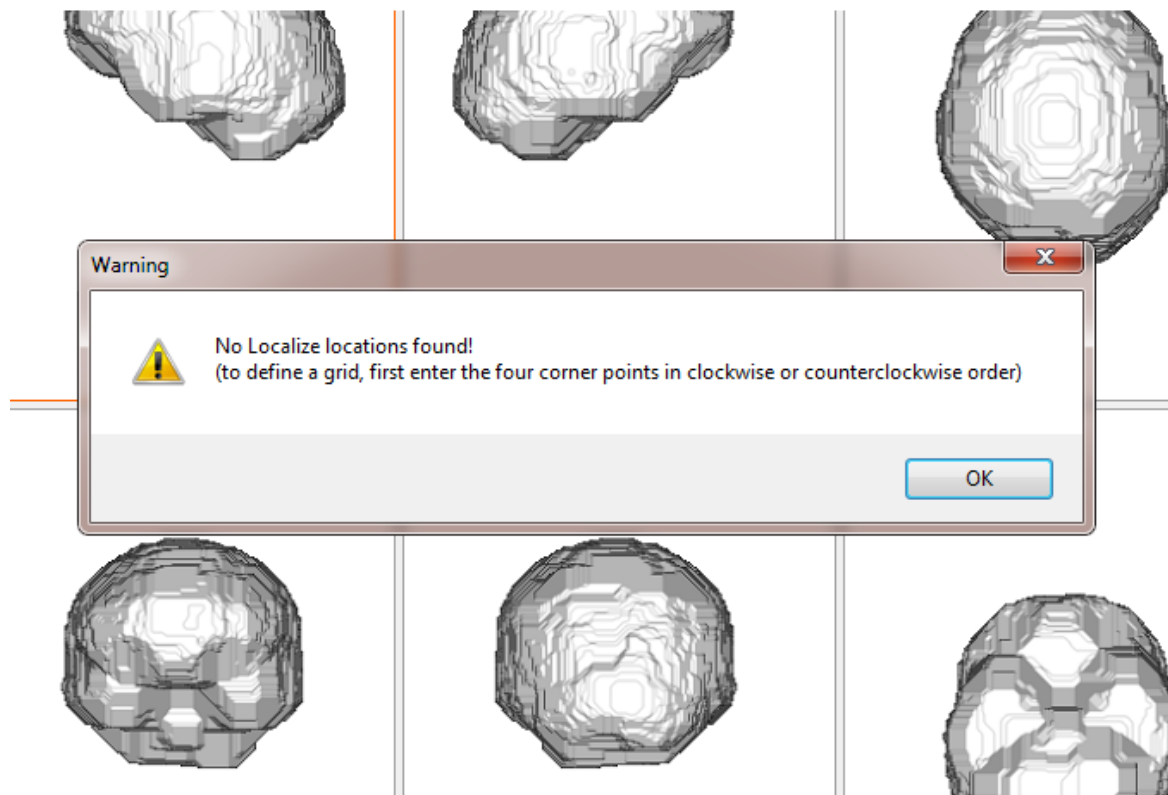 Warning
No Localize locations found!
(to define a grid, first enter the four corner points in clockwise or counterclockwise order)
OK